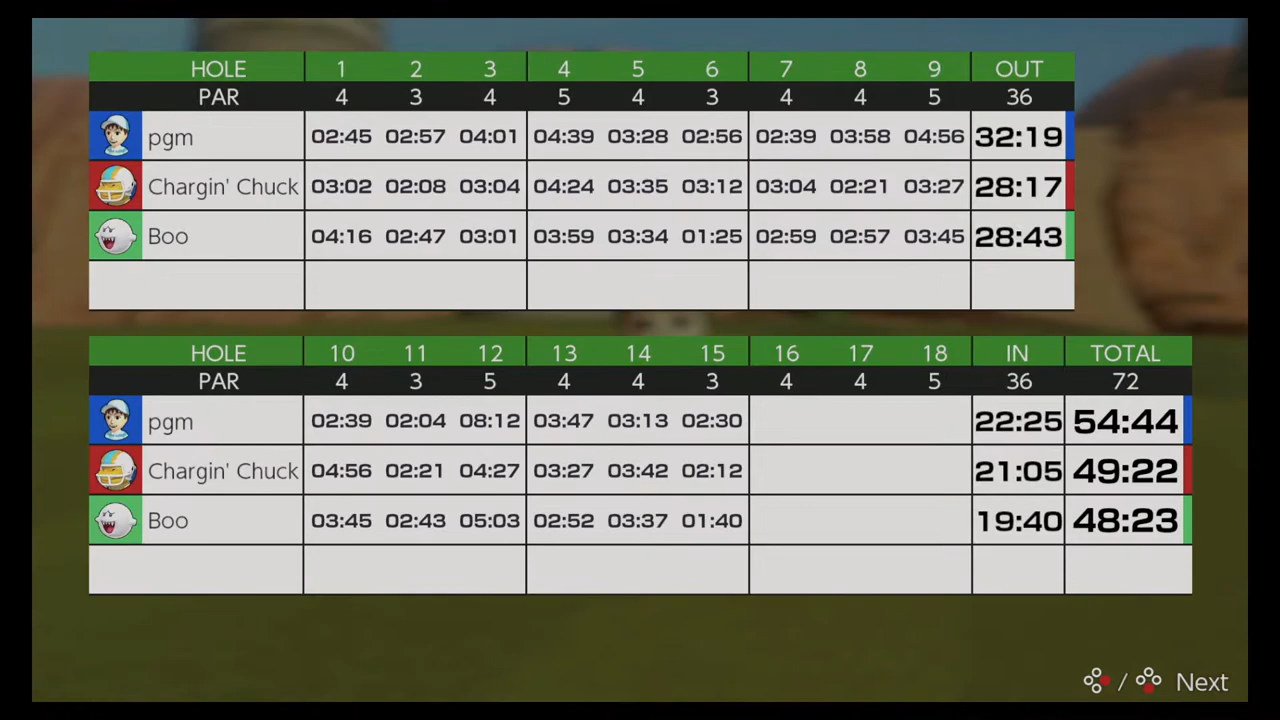 HOLE 1 2 3 4 5 6 7 8 9 OUT
PAR 4 3 4 5 4 3 4 4 5 36
pgm 02:45 02:57 04:01 04:39 03:28 02:56 02:39 03:58 04:56 32:19
Chargin' Chuck 03:02 02:08 03:04 04:24 03:35 03:12 03:04 02:21 03:27 28:17
Boo 04:16 02:47 03:01 03:59 03:34 01:25 02:59 02:57 03:45 28:43
HOLE 10 11 12 13 14 15 16 17 18 IN TOTAL
PAR 4 3 5 4 4 3 4 4 5 36 72
pgm 02:39 02:04 08:12 03:47 03:13 02:30 22:25 54:44
Chargin' Chuck 04:56 02:21 04:27 03:27 03:42 02:12 21:05 49:22
Boo 03:45 02:43 05:03 02:52 03:37 01:40 19:40 48:23
/ Next